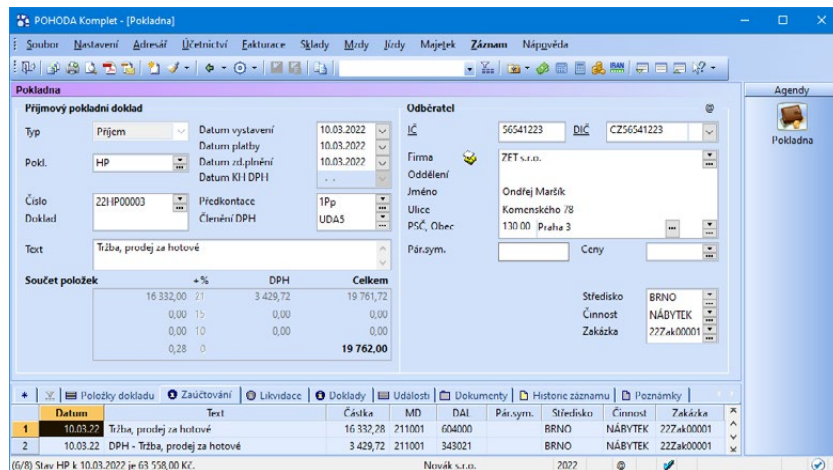 POHODA Komplet - [Pokladna]
Soubor Nastavení Adresář Účetnictví Fakturace Sklady Mzdy Jízdy Majetek Záznam Nápověda
IBAN
Pokladna
Agendy
Pokladna
Příjmový pokladní doklad
Typ Příjem
Pokl. HP
Číslo 22HP00003
Doklad
Datum vystavení 10.03.2022
Datum platby 10.03.2022
Datum zd.plnění 10.03.2022
Datum KH DPH . .
Předkontace 1Pp
Členění DPH UDA5
Text Tržba, prodej za hotové
Součet položek +% DPH Celkem
16 332,00 21 3 429,72 19 761,72
0,00 15 0,00 0,00
0,00 10 0,00 0,00
0,28 0 19 762,00
Odběratel @
IČ 56541223 DIČ CZ56541223
Firma ZET s.r.o.
Oddělení
Jméno Ondřej Maršík
Ulice Komenského 78
PSČ, Obec 130 00 Praha 3
Pár.sym. Ceny
Středisko BRNO
Činnost NÁBYTEK
Zakázka 22Zak00001
* Položky dokladu Zaúčtování Likvidace Doklady Události Dokumenty Historie záznamu Poznámky
Datum Text Částka MD DAL Pár.sym. Středisko Činnost Zakázka
1 10.03.22 Tržba, prodej za hotové 16 332,28 211001 604000 BRNO NÁBYTEK 22Zak00001
2 10.03.22 DPH - Tržba, prodej za hotové 3 429,72 211001 343021 BRNO NÁBYTEK 22Zak00001
(6/8) Stav HP k 10.03.2022 je 63 558,00 Kč. Novák s.r.o. 2022 @